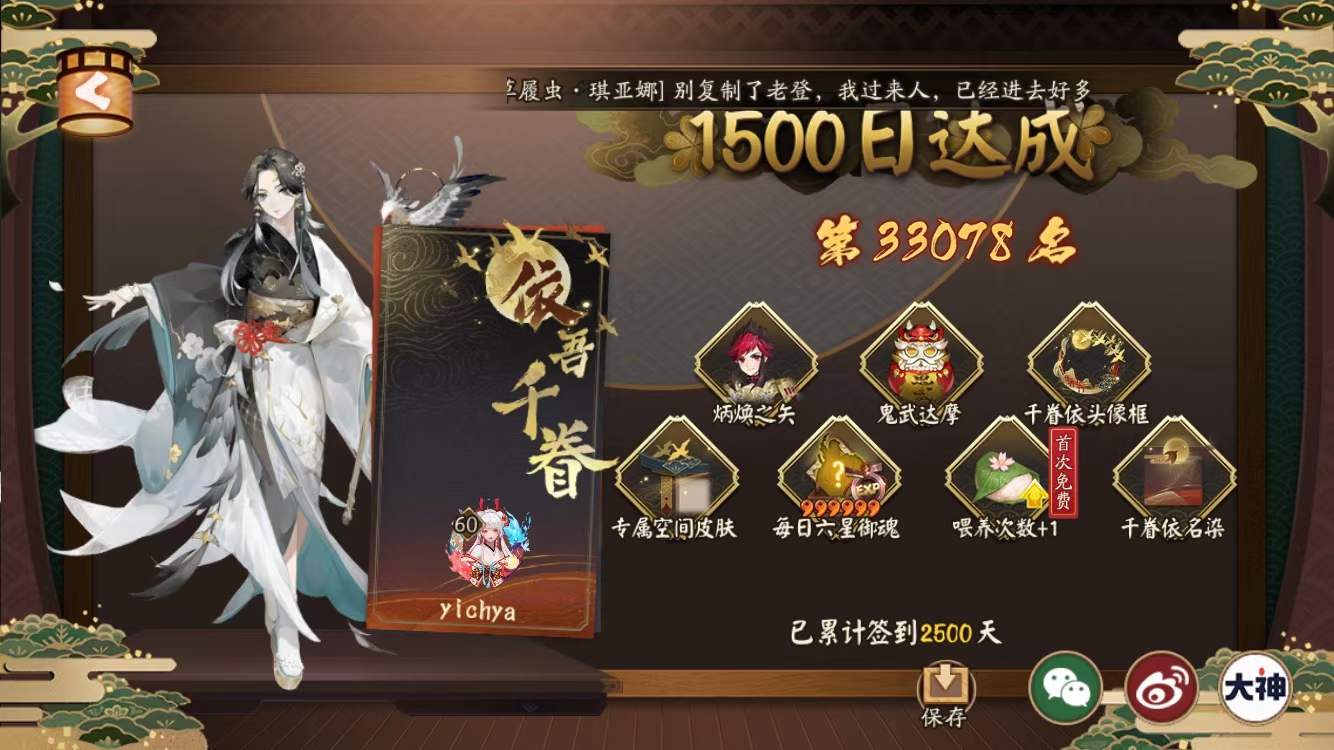 履虫·琪亚娜] 别复制了老登，我过来人，已经进去好多
1500日达成
第33078名
依
吾
千
眷
60
yichya
炳焕之矢
鬼武达摩
千眷依头像框
专属空间皮肤
?
EXP
每日六星御魂
首次免费
喂养次数+1
千眷依名染
已累计签到2500天
保存
大神